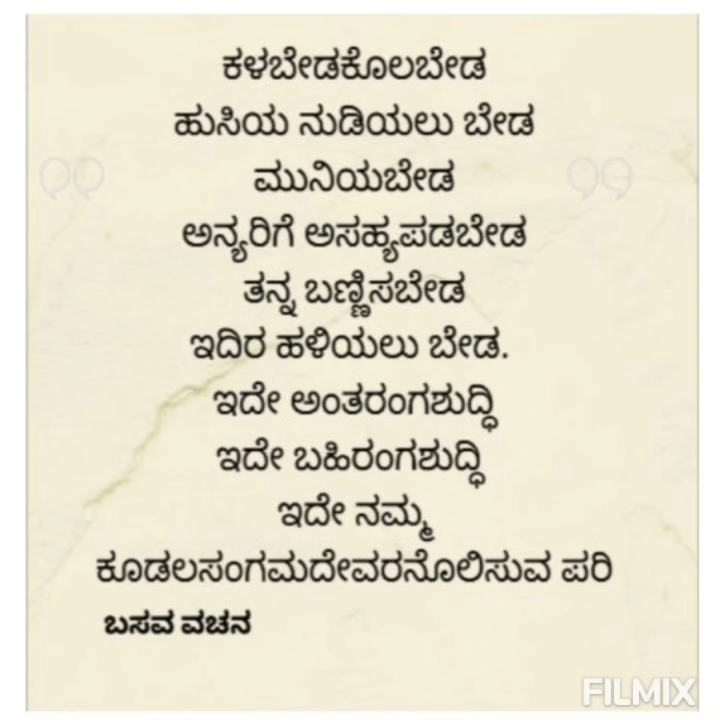 ಕಳಬೇಡಕೊಲಬೇಡ
ಹುಸಿಯ ನುಡಿಯಲು ಬೇಡ
ಮುನಿಯಬೇಡ
ಅನ್ಯರಿಗೆ ಅಸಹ್ಯಪಡಬೇಡ
ತನ್ನ ಬಣ್ಣಿಸಬೇಡ
ಇದಿರ ಹಳಿಯಲು ಬೇಡ.
ಇದೇ ಅಂತರಂಗಶುದ್ಧಿ
ಇದೇ ಬಹಿರಂಗಶುದ್ಧಿ
ಇದೇ ನಮ್ಮ
ಕೂಡಲಸಂಗಮದೇವರನೊಲಿಸುವ ಪರಿ
ಬಸವ ವಚನ
FILMIX